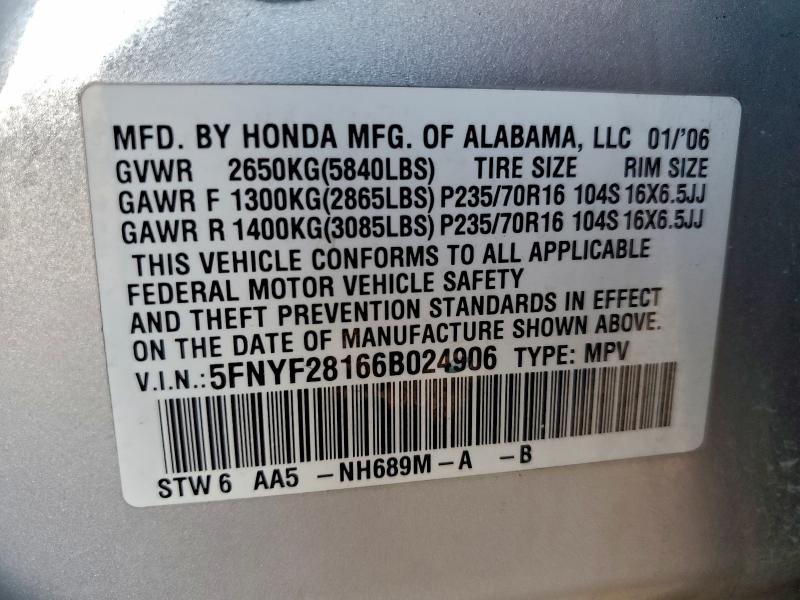 MFD. BY HONDA MFG. OF ALABAMA, LLC 01/'06
GVWR 2650KG(5840LBS) TIRE SIZE RIM SIZE
GAWR F 1300KG(2865LBS) P235/70R16 104S 16X6.5JJ
GAWR R 1400KG(3085LBS) P235/70R16 104S 16X6.5JJ
THIS VEHICLE CONFORMS TO ALL APPLICABLE
FEDERAL MOTOR VEHICLE SAFETY
AND THEFT PREVENTION STANDARDS IN EFFECT
ON THE DATE OF MANUFACTURE SHOWN ABOVE.
V.I.N.: 5FNYF28166B024906 TYPE: MPV
STW 6 AA5 -NH689M-A -B